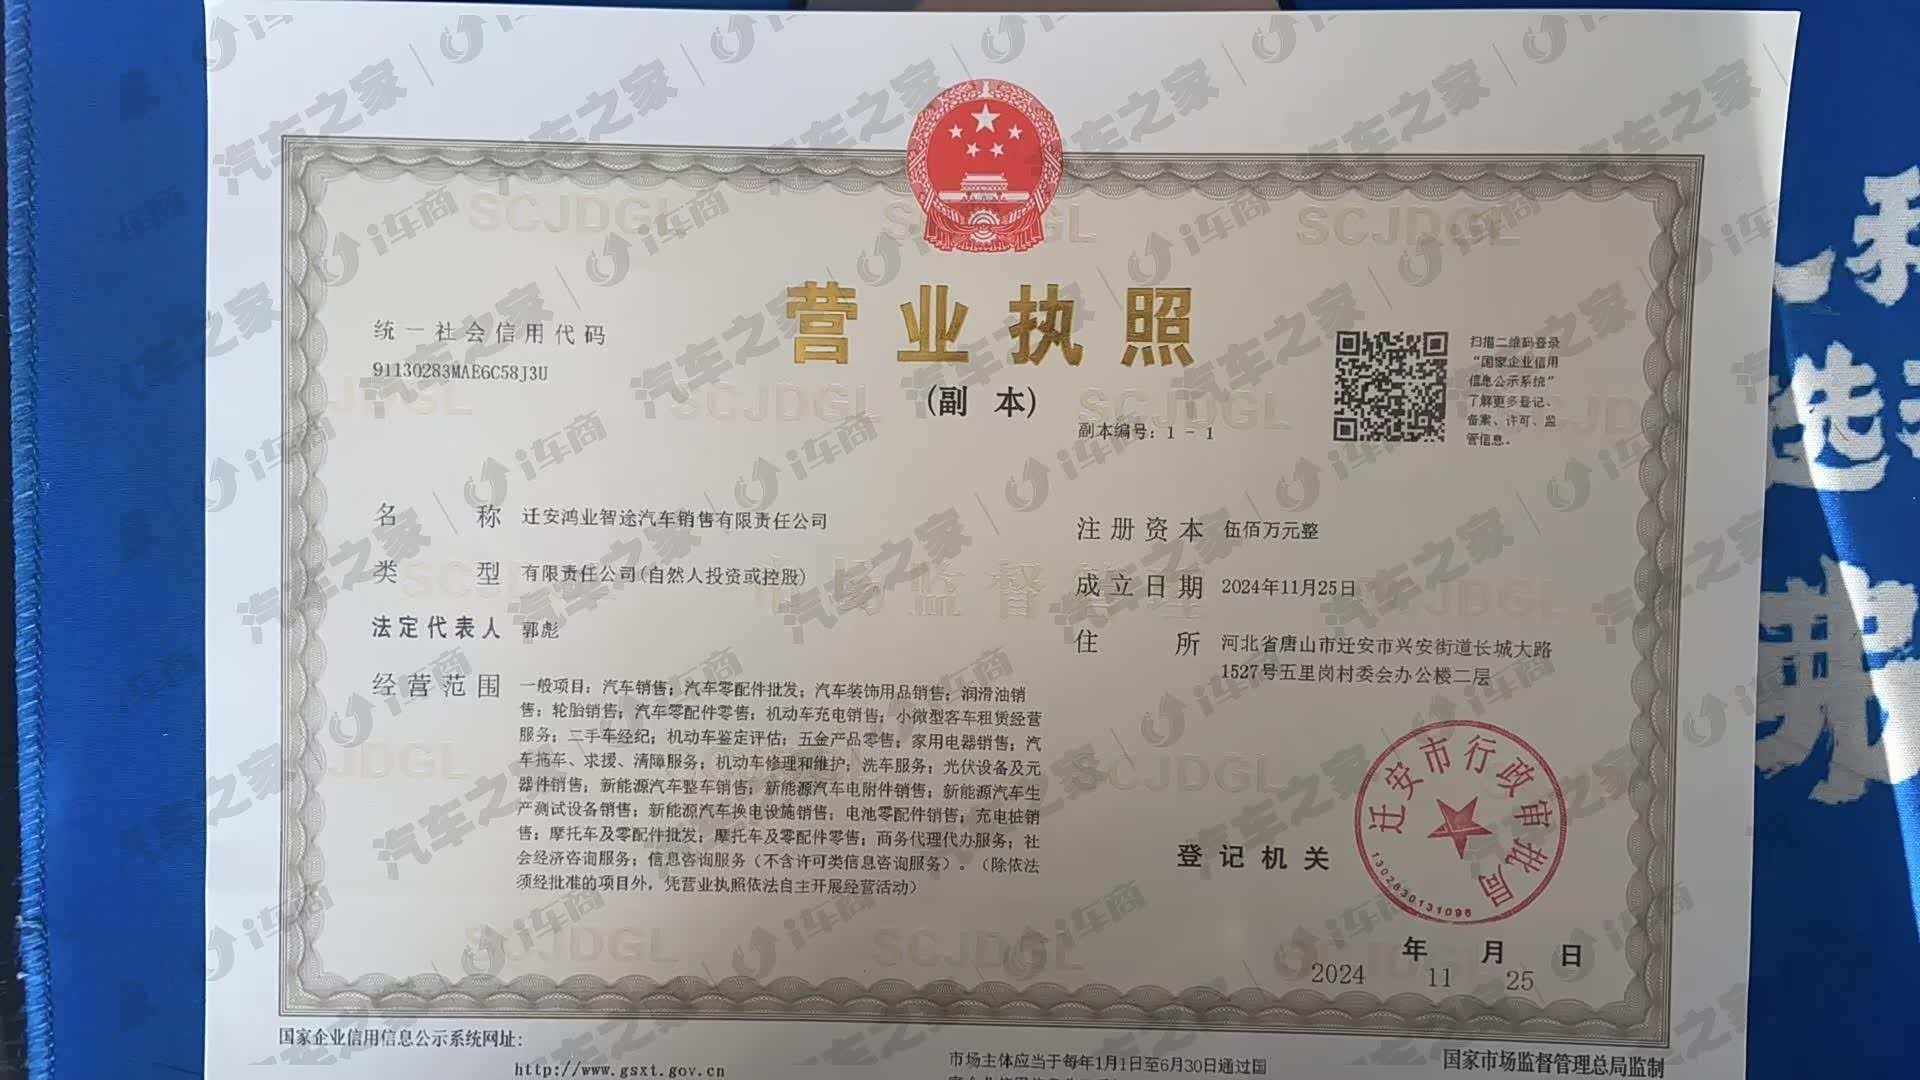 营业执照
(副 本)
副本编号：1-1
统一社会信用代码
91130283MAE6C58J3U
扫描二维码登录
“国家企业信用
信息公示系统”
了解更多登记、
备案、许可、监
管信息。
名 称 迁安鸿业智途汽车销售有限责任公司
类 型 有限责任公司(自然人投资或控股)
法定代表人 郭彪
经营范围 一般项目：汽车销售；汽车零配件批发；汽车装饰用品销售；润滑油销
售；轮胎销售；汽车零配件零售；机动车充电销售；小微型客车租赁经营
服务；二手车经纪；机动车鉴定评估；五金产品零售；家用电器销售；汽
车拖车、求援、清障服务；机动车修理和维护；洗车服务；光伏设备及元
器件销售；新能源汽车整车销售；新能源汽车电附件销售；新能源汽车生
产测试设备销售；新能源汽车换电设施销售；电池零配件销售；充电桩销
售；摩托车及零配件批发；摩托车及零配件零售；商务代理代办服务；社
会经济咨询服务；信息咨询服务（不含许可类信息咨询服务）。（除依法
须经批准的项目外，凭营业执照依法自主开展经营活动）
注册资本 伍佰万元整
成立日期 2024年11月25日
住 所 河北省唐山市迁安市兴安街道长城大路
1527号五里岗村委会办公楼二层
登记机关
迁安市行政审批局
1302830131096
年 月 日
2024 11 25
国家企业信用信息公示系统网址：
http://www.gsxt.gov.cn
市场主体应当于每年1月1日至6月30日通过国
国家市场监督管理总局监制
SCJDGL
市场监督管理
汽车之家 | i车商
选